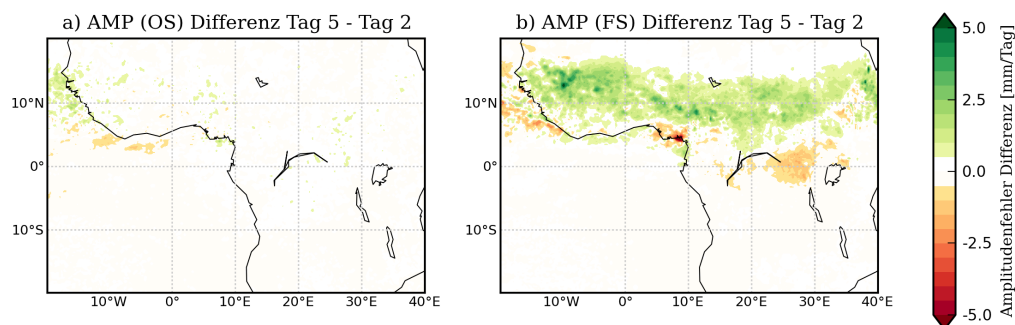 a) AMP (OS) Differenz Tag 5 - Tag 2
b) AMP (FS) Differenz Tag 5 - Tag 2
10°N
0°
10°S
10°W
0°
10°E
20°E
30°E
40°E
10°N
0°
10°S
10°W
0°
10°E
20°E
30°E
40°E
5.0
2.5
0.0
-2.5
-5.0
Amplitudenfehler Differenz [mm/Tag]